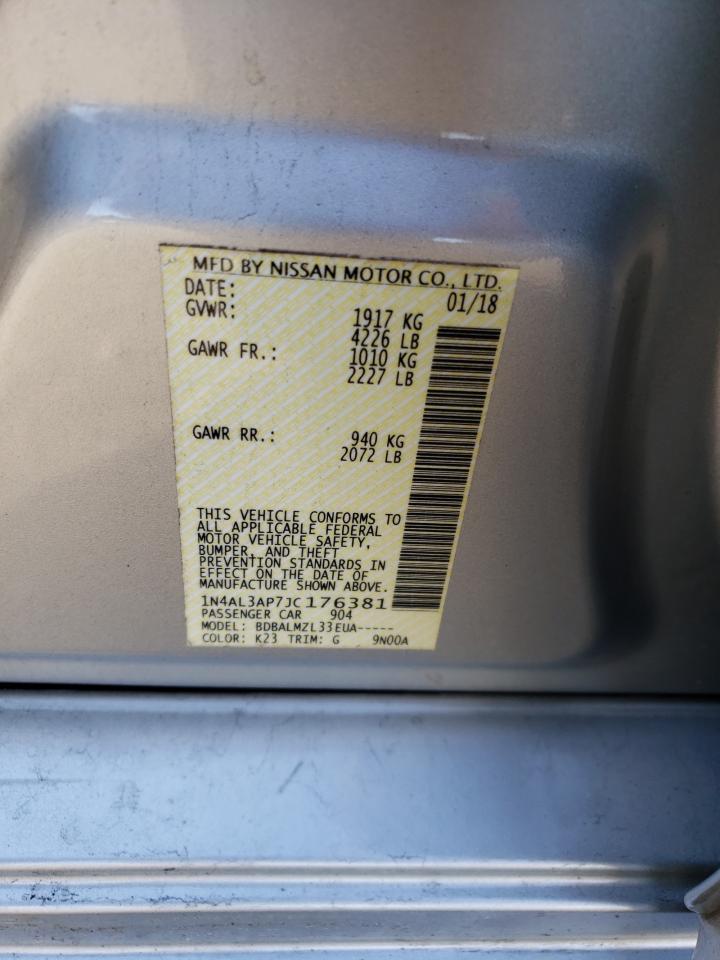 MFD BY NISSAN MOTOR CO., LTD.
DATE: 01/18
GVWR: 1917 KG
4226 LB
GAWR FR.: 1010 KG
2227 LB
GAWR RR.: 940 KG
2072 LB
THIS VEHICLE CONFORMS TO
ALL APPLICABLE FEDERAL
MOTOR VEHICLE SAFETY,
BUMPER, AND THEFT
PREVENTION STANDARDS IN
EFFECT ON THE DATE OF
MANUFACTURE SHOWN ABOVE.
1N4AL3AP7JC176381
PASSENGER CAR 904
MODEL: BDBALMZL33EUA-----
COLOR: K23 TRIM: G 9N00A